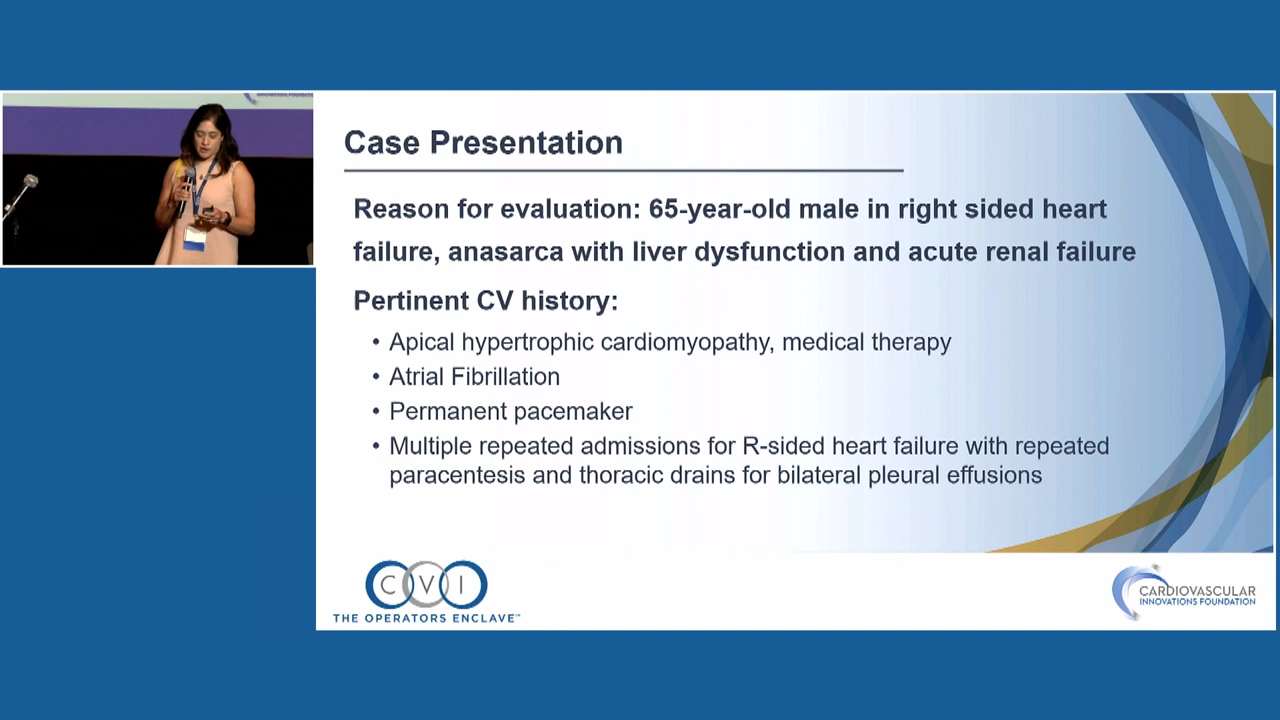 Case Presentation
Reason for evaluation: 65-year-old male in right sided heart
failure, anasarca with liver dysfunction and acute renal failure
Pertinent CV history:
• Apical hypertrophic cardiomyopathy, medical therapy
• Atrial Fibrillation
• Permanent pacemaker
• Multiple repeated admissions for R-sided heart failure with repeated
paracentesis and thoracic drains for bilateral pleural effusions
CVI
THE OPERATORS ENCLAVE™
CARDIOVASCULAR
INNOVATIONS FOUNDATION